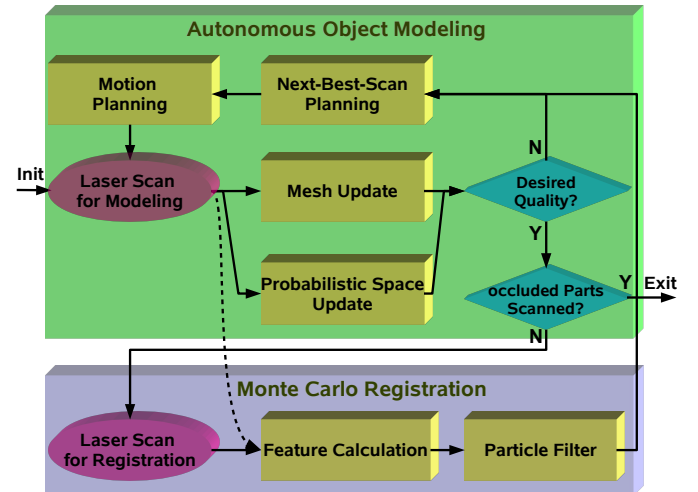 Autonomous Object Modeling
Motion
Planning
Next-Best-Scan
Planning
Init
Laser Scan
for Modeling
Mesh Update
N
Desired
Quality?
Y
Probabilistic Space
Update
occluded Parts
Scanned?
Y
Exit
N
Monte Carlo Registration
Laser Scan
for Registration
Feature Calculation
Particle Filter